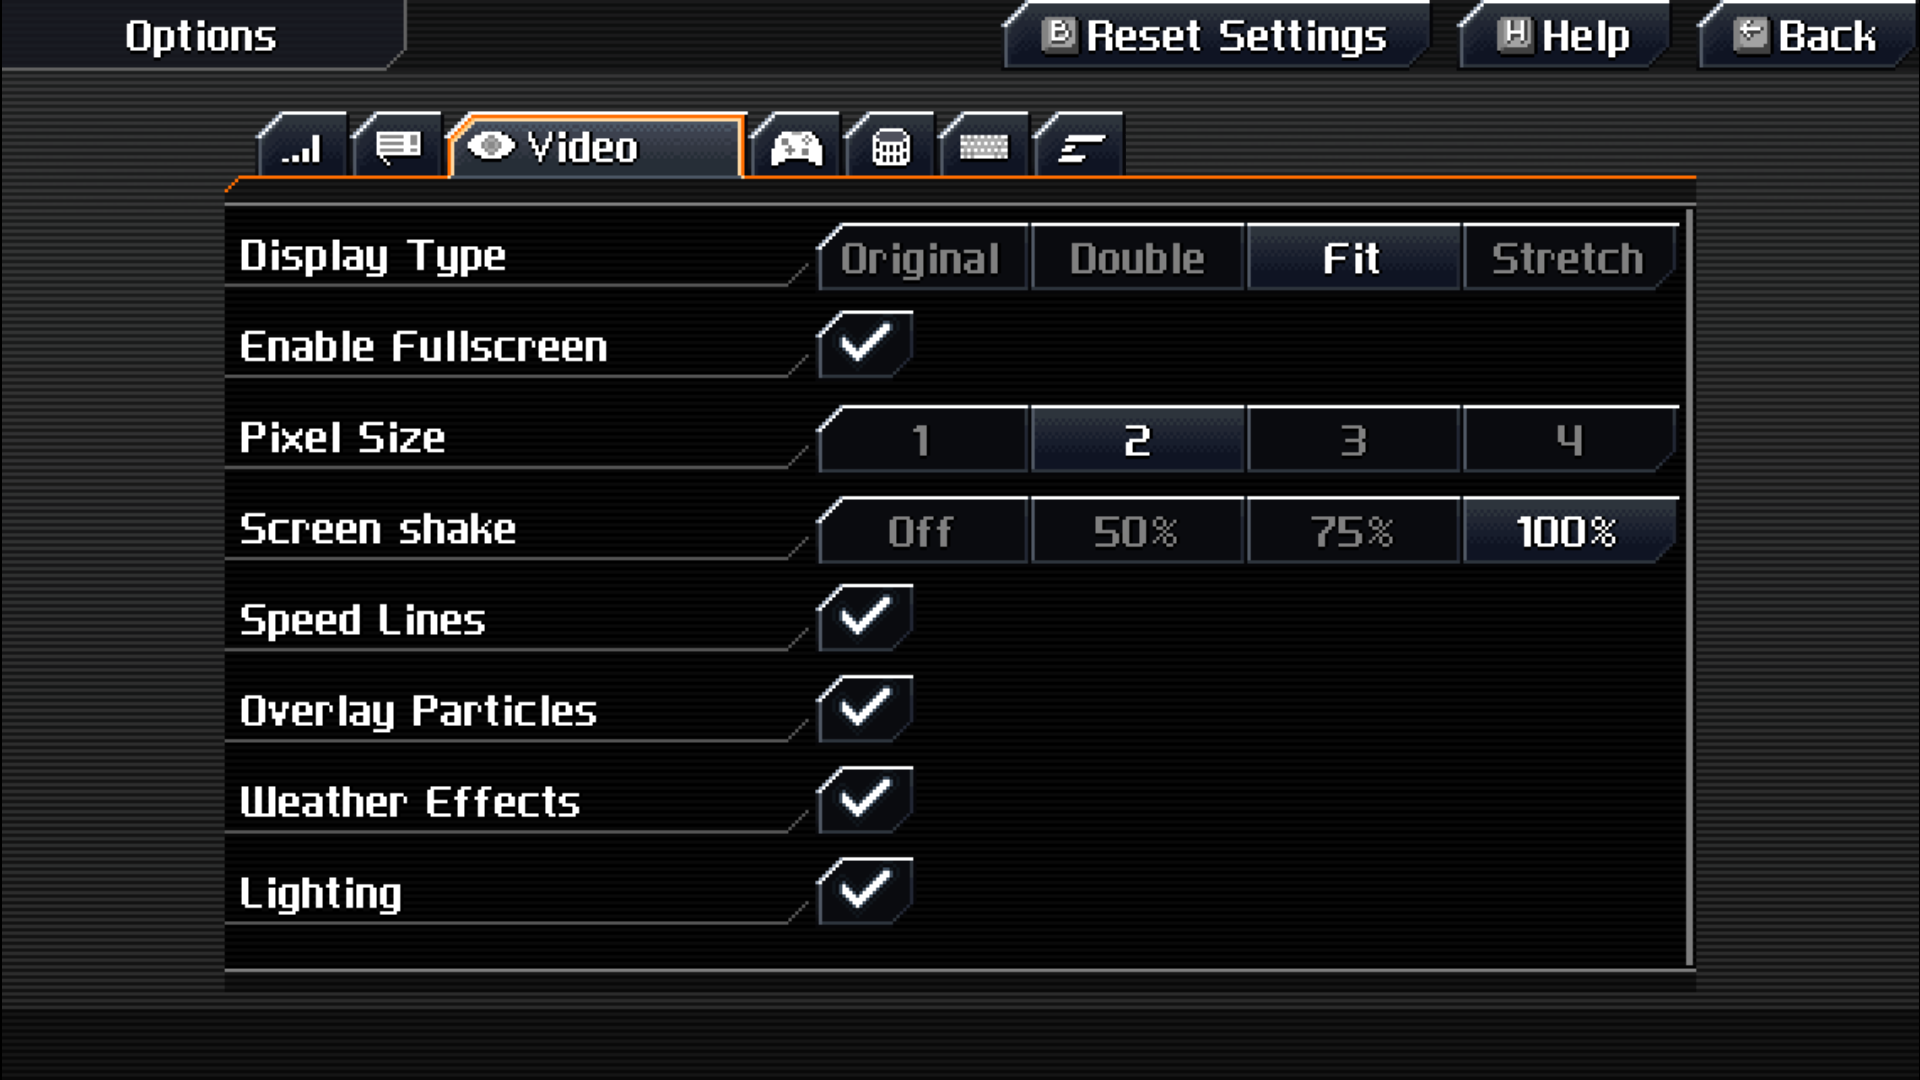 Options
B Reset Settings
H Help
Back
Video
Display Type
Original Double Fit Stretch
Enable Fullscreen
Pixel Size
1 2 3 4
Screen shake
Off 50% 75% 100%
Speed Lines
Overlay Particles
Weather Effects
Lighting